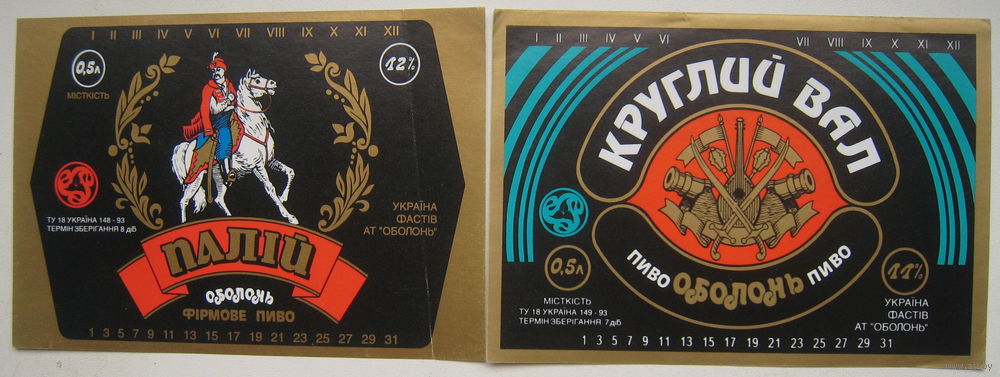 I II III IV V VI VII VIII IX X XI XII
0,5л
МІСТКІСТЬ
12%
ТУ 18 УКРАЇНА 148 - 93
ТЕРМІН ЗБЕРІГАННЯ 8 діб
УКРАЇНА
ФАСТІВ
АТ "ОБОЛОНЬ"
ПАЛІЙ
ОБОЛОНЬ
ФІРМОВЕ ПИВО
1 3 5 7 9 11 13 15 17 19 21 23 25 27 29 31
I II III IV V VI VII VIII IX X XI XII
КРУГЛИЙ ВАЛ
ПИВО ОБОЛОНЬ ПИВО
0,5л
МІСТКІСТЬ
ТУ 18 УКРАЇНА 149 - 93
ТЕРМІН ЗБЕРІГАННЯ 7діб
11%
УКРАЇНА
ФАСТІВ
АТ "ОБОЛОНЬ"
1 3 5 7 9 11 13 15 17 19 21 23 25 27 29 31